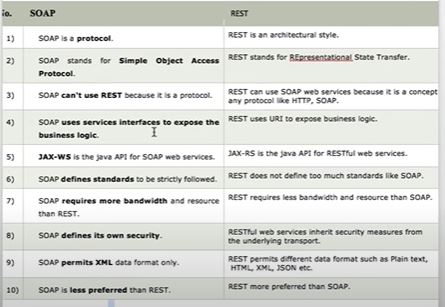 No. SOAP REST
1) SOAP is a protocol. REST is an architectural style.
2) SOAP stands for Simple Object Access REST stands for REpresentational State Transfer.
Protocol.
3) SOAP can't use REST because it is a protocol. REST can use SOAP web services because it is a concept
any protocol like HTTP, SOAP.
4) SOAP uses services interfaces to expose the REST uses URI to expose business logic.
business logic.
5) JAX-WS is the java API for SOAP web services. JAX-RS is the java API for RESTful web services.
6) SOAP defines standards to be strictly followed. REST does not define too much standards like SOAP.
7) SOAP requires more bandwidth and resource REST requires less bandwidth and resource than SOAP.
than REST.
8) SOAP defines its own security. RESTful web services inherit security measures from
the underlying transport.
9) SOAP permits XML data format only. REST permits different data format such as Plain text,
HTML, XML, JSON etc.
10) SOAP is less preferred than REST. REST more preferred than SOAP.